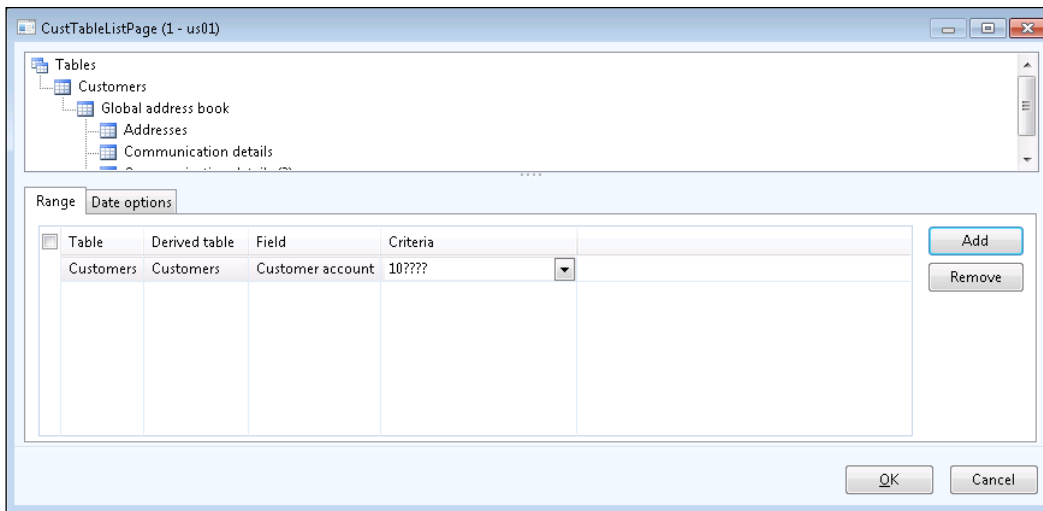 CustTableListPage (1 - us01)
Tables
Customers
Global address book
Addresses
Communication details
Range Date options
Table Derived table Field Criteria
Customers Customers Customer account 10????
Add
Remove
OK Cancel